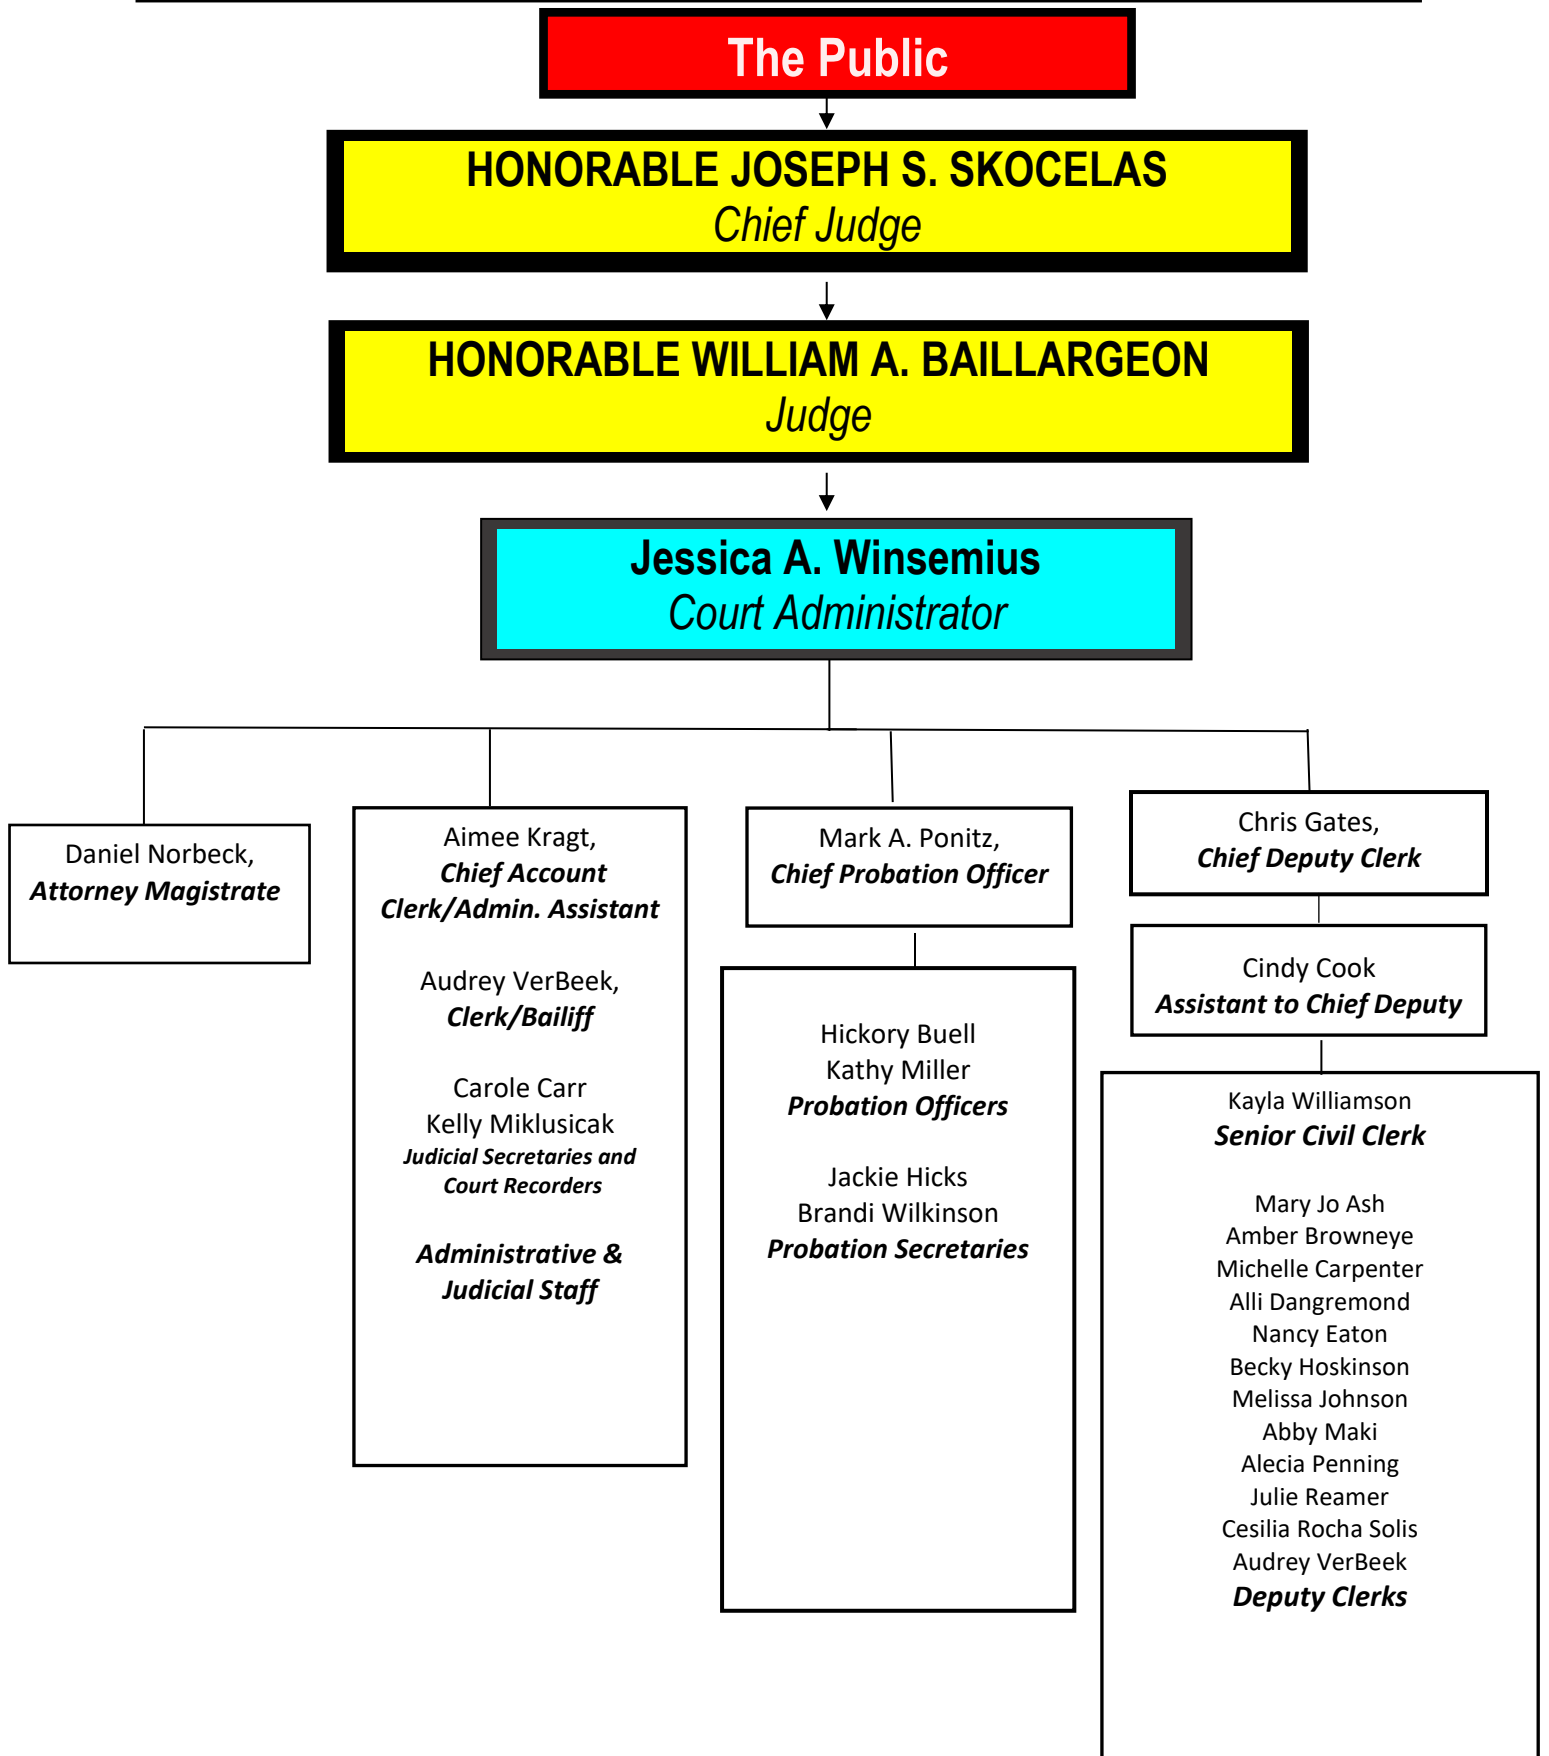 The Public
HONORABLE JOSEPH S. SKOCELAS
Chief Judge
HONORABLE WILLIAM A. BAILLARGEON
Judge
Jessica A. Winsemius
Court Administrator
Daniel Norbeck,
Attorney Magistrate
Aimee Kragt,
Chief Account
Clerk/Admin. Assistant
Audrey VerBeek,
Clerk/Bailiff
Carole Carr
Kelly Miklusicak
Judicial Secretaries and
Court Recorders
Administrative &
Judicial Staff
Mark A. Ponitz,
Chief Probation Officer
Hickory Buell
Kathy Miller
Probation Officers
Jackie Hicks
Brandi Wilkinson
Probation Secretaries
Chris Gates,
Chief Deputy Clerk
Cindy Cook
Assistant to Chief Deputy
Kayla Williamson
Senior Civil Clerk
Mary Jo Ash
Amber Browneye
Michelle Carpenter
Alli Dangremond
Nancy Eaton
Becky Hoskinson
Melissa Johnson
Abby Maki
Alecia Penning
Julie Reamer
Cesilia Rocha Solis
Audrey VerBeek
Deputy Clerks